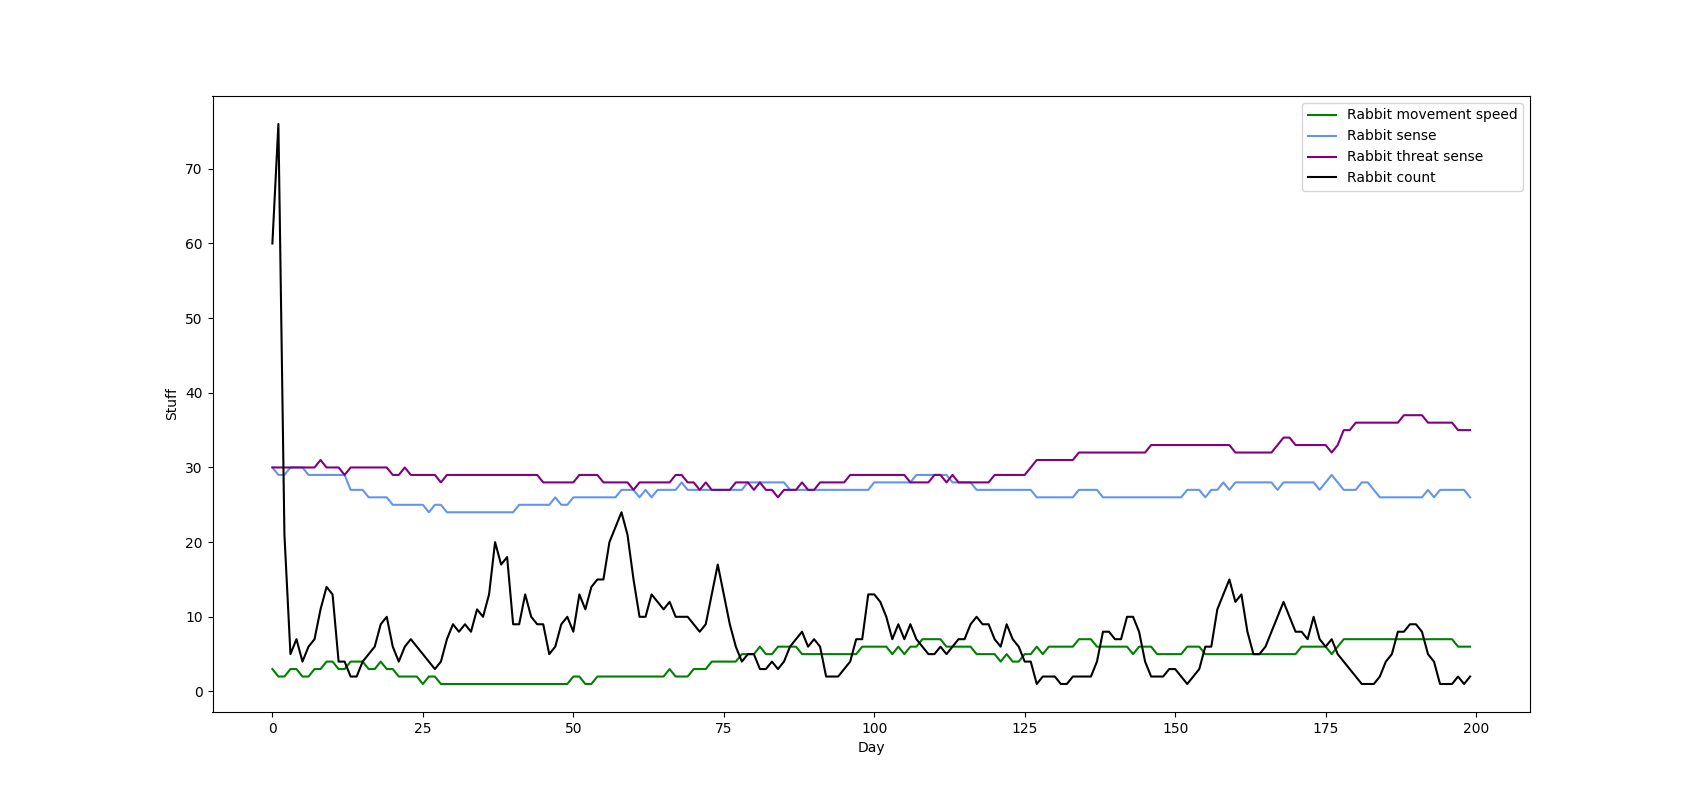 Rabbit movement speed
Rabbit sense
Rabbit threat sense
Rabbit count
70
60
50
40
30
20
10
0
Stuff
0 25 50 75 100 125 150 175 200
Day